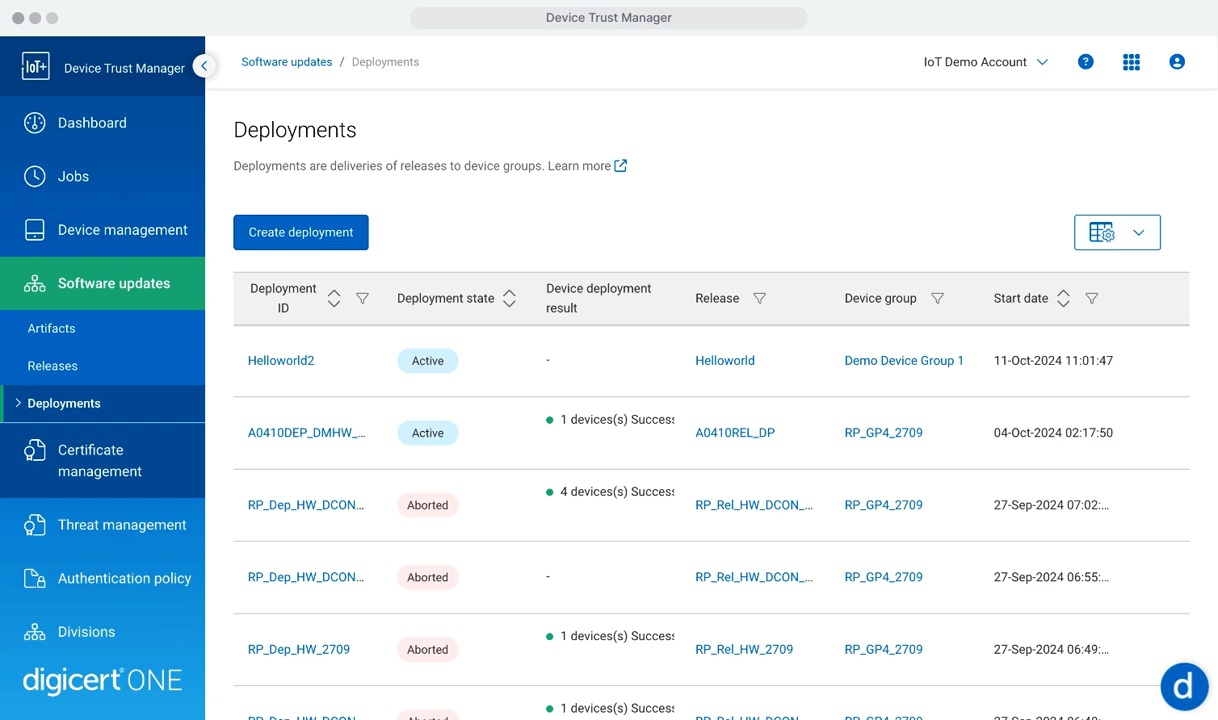 Device Trust Manager
IoT+
Device Trust Manager
Software updates / Deployments
IoT Demo Account
?
Dashboard
Jobs
Device management
Software updates
Artifacts
Releases
Deployments
Certificate
management
Threat management
Authentication policy
Divisions
digicert® ONE
Deployments
Deployments are deliveries of releases to device groups. Learn more
Create deployment
Deployment
ID
Deployment state
Device deployment
result
Release
Device group
Start date
Helloworld2 Active - Helloworld Demo Device Group 1 11-Oct-2024 11:01:47
A0410DEP_DMHW_... Active 1 devices(s) Success A0410REL_DP RP_GP4_2709 04-Oct-2024 02:17:50
RP_Dep_HW_DCON... Aborted 4 devices(s) Success RP_Rel_HW_DCON_... RP_GP4_2709 27-Sep-2024 07:02:...
RP_Dep_HW_DCON... Aborted - RP_Rel_HW_DCON_... RP_GP4_2709 27-Sep-2024 06:55:...
RP_Dep_HW_2709 Aborted 1 devices(s) Success RP_Rel_HW_2709 RP_GP4_2709 27-Sep-2024 06:49:...
1 devices(s) Success
d